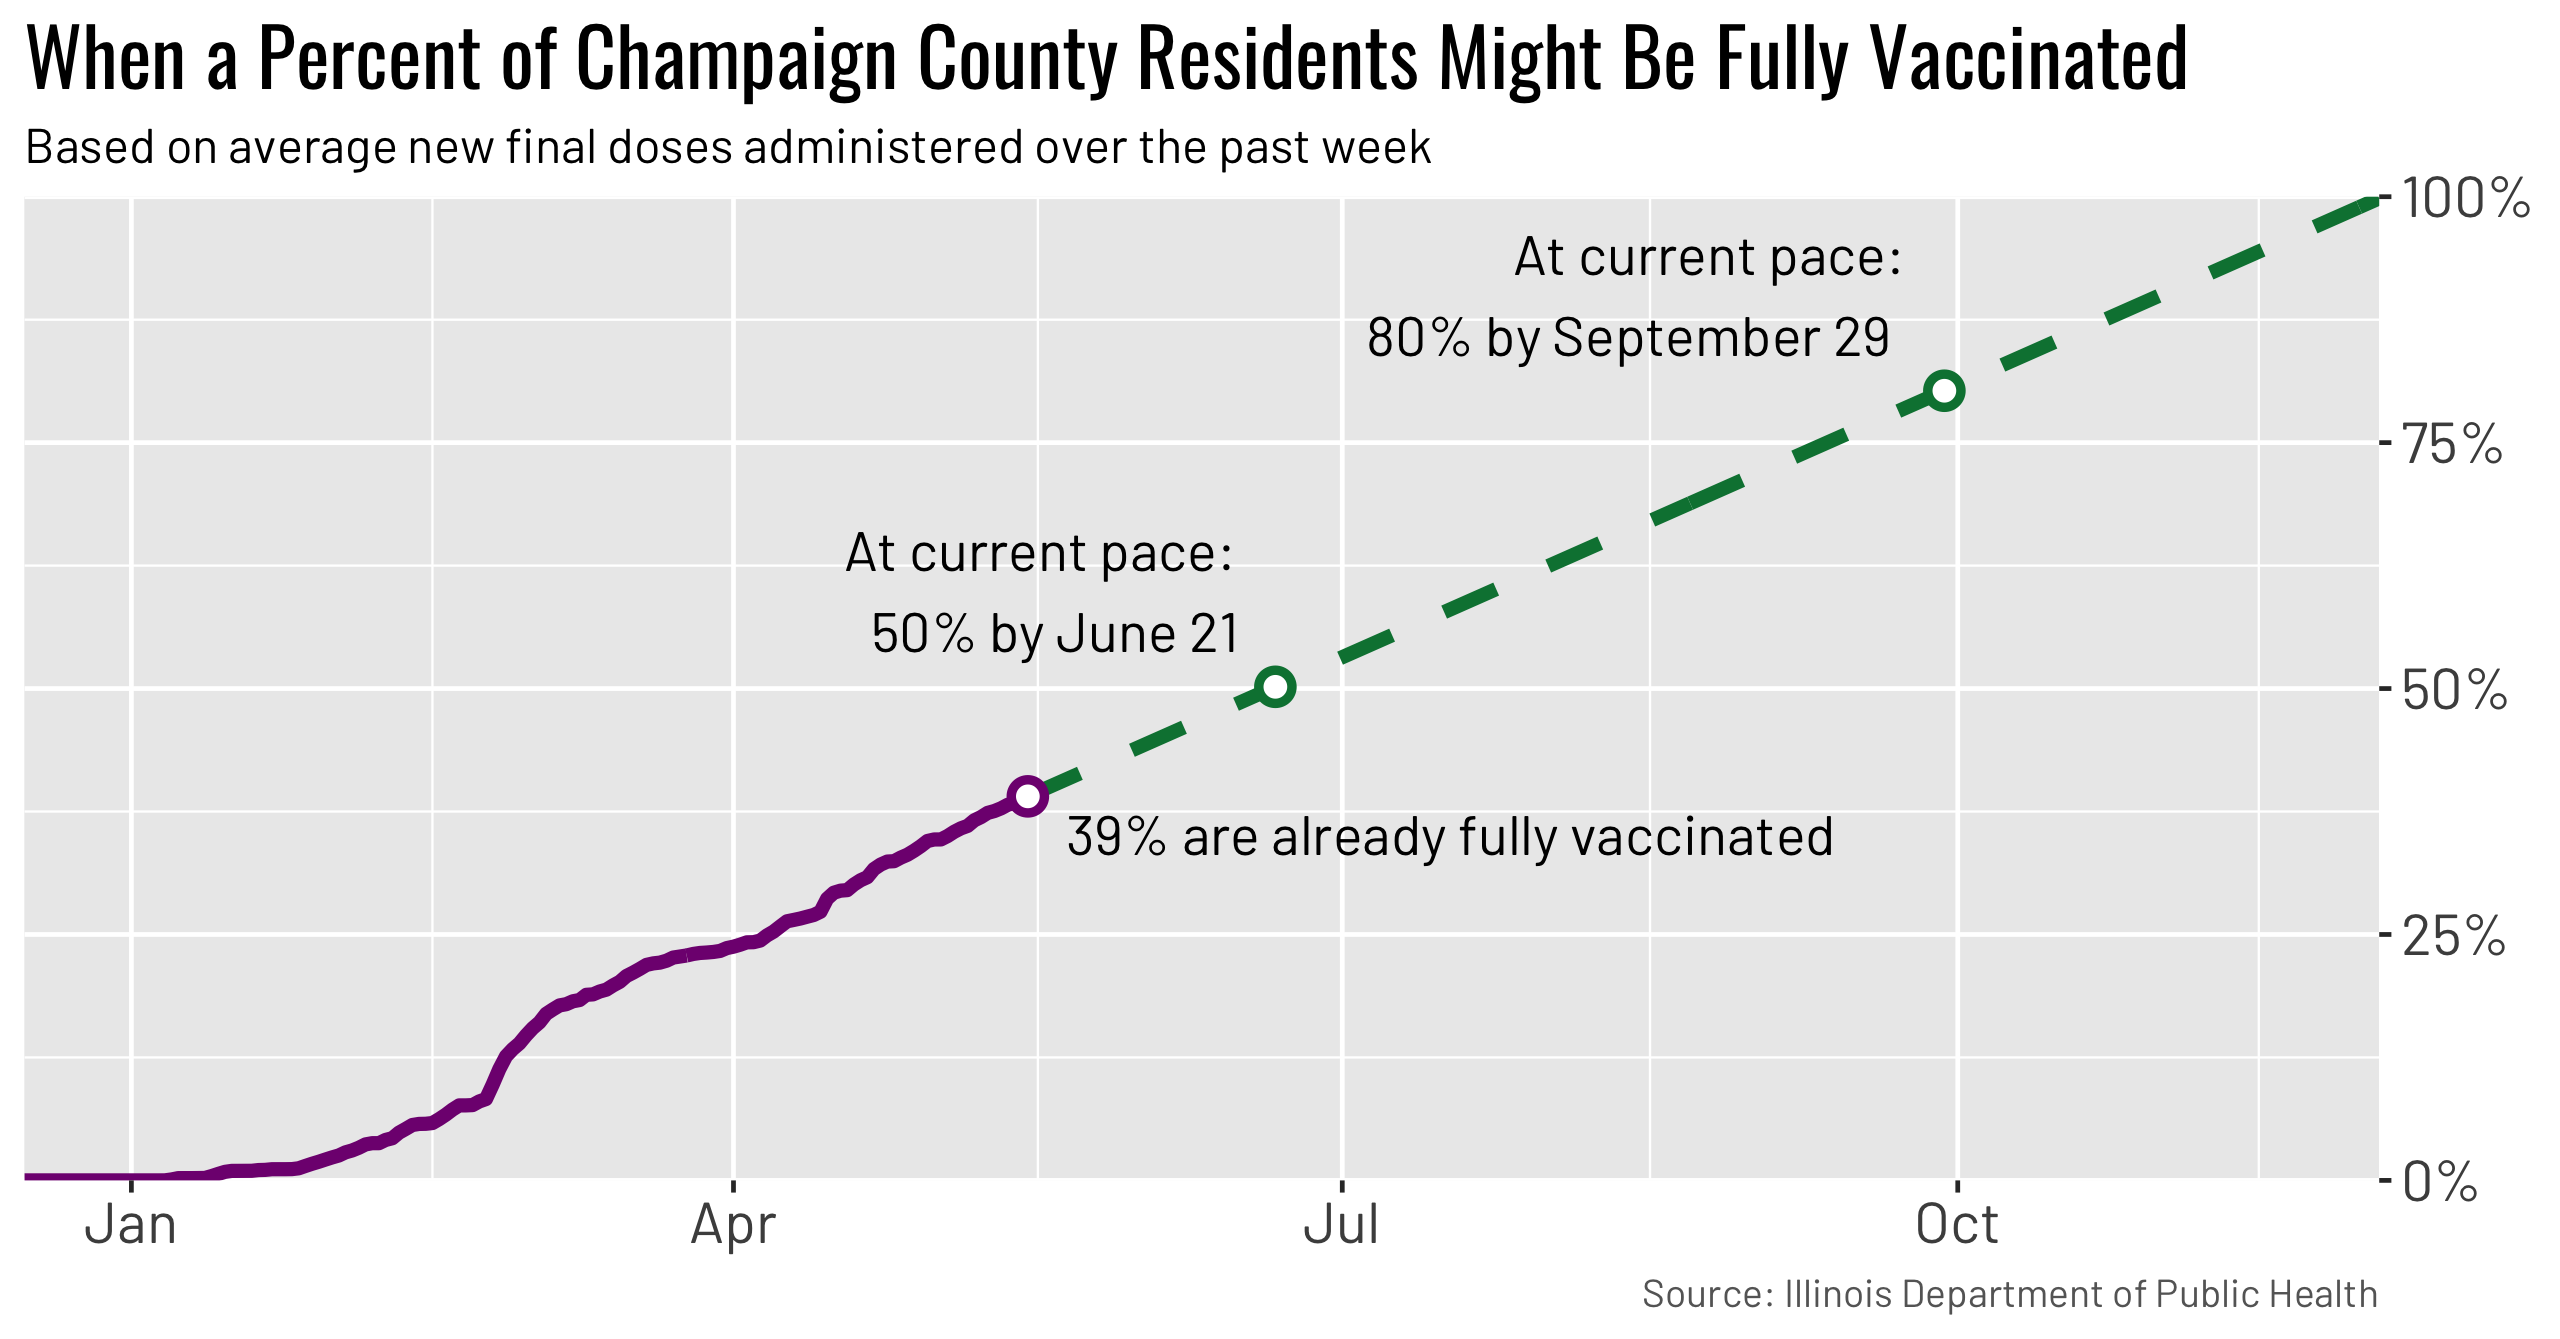 When a Percent of Champaign County Residents Might Be Fully Vaccinated
Based on average new final doses administered over the past week
100%
At current pace:
80% by September 29
75%
At current pace:
50% by June 21
50%
39% are already fully vaccinated
25%
0%
Jan Apr Jul Oct
Source: Illinois Department of Public Health